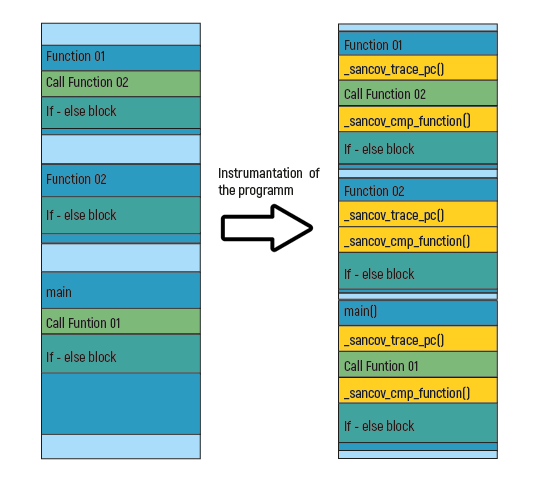 Function 01
Call Function 02
If - else block
Function 02
If - else block
main
Call Funtion 01
If - else block
Instrumantation of
the programm
Function 01
_sancov_trace_pc()
Call Function 02
_sancov_cmp_function()
If - else block
Function 02
_sancov_trace_pc()
_sancov_cmp_function()
If - else block
main()
_sancov_trace_pc()
Call Funtion 01
_sancov_cmp_function()
If - else block